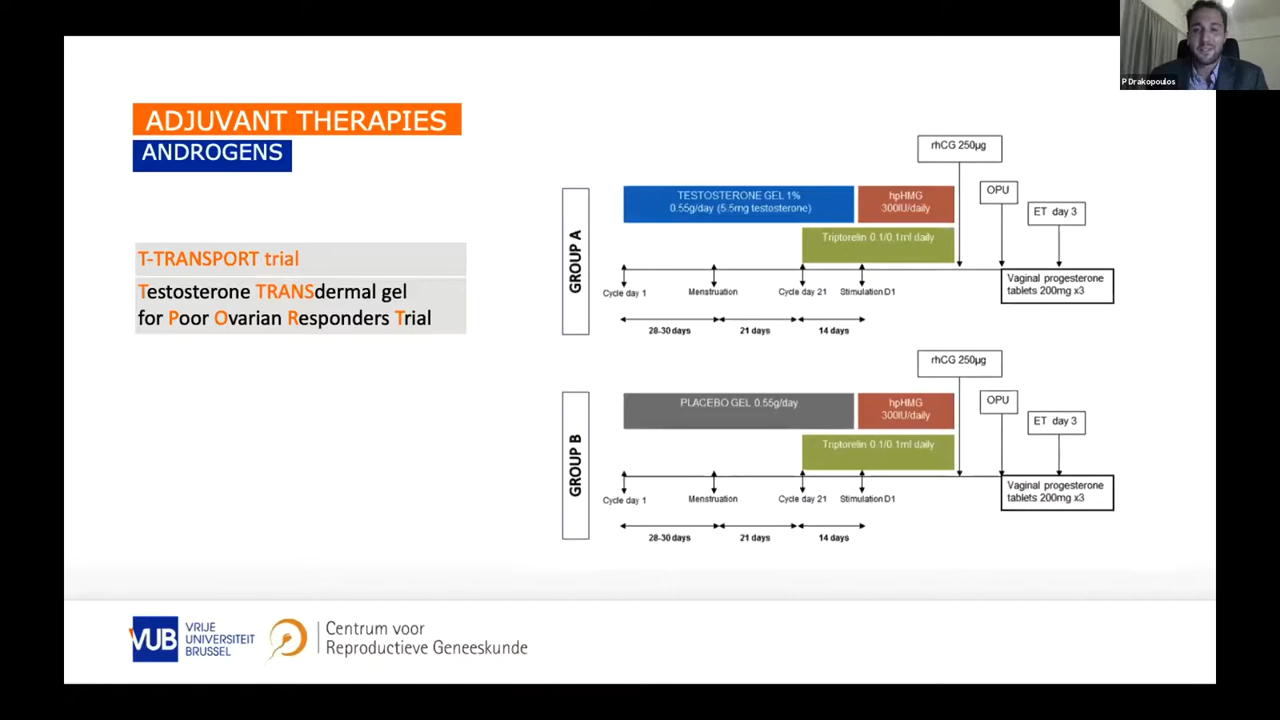 P Drakopoulos
ADJUVANT THERAPIES
ANDROGENS
T-TRANSPORT trial
Testosterone TRANSdermal gel
for Poor Ovarian Responders Trial
GROUP A
rhCG 250µg
TESTOSTERONE GEL 1%
0.55g/day (5.5mg testosterone)
hpHMG
300IU/daily
OPU
ET day 3
Triptorelin 0.1/0.1ml daily
Vaginal progesterone
tablets 200mg x3
Cycle day 1
Menstruation
Cycle day 21
Stimulation D1
28-30 days
21 days
14 days
GROUP B
rhCG 250µg
PLACEBO GEL 0.55g/day
hpHMG
300IU/daily
OPU
ET day 3
Triptorelin 0.1/0.1ml daily
Vaginal progesterone
tablets 200mg x3
Cycle day 1
Menstruation
Cycle day 21
Stimulation D1
28-30 days
21 days
14 days
VUB
VRIJE
UNIVERSITEIT
BRUSSEL
Centrum voor
Reproductieve Geneeskunde